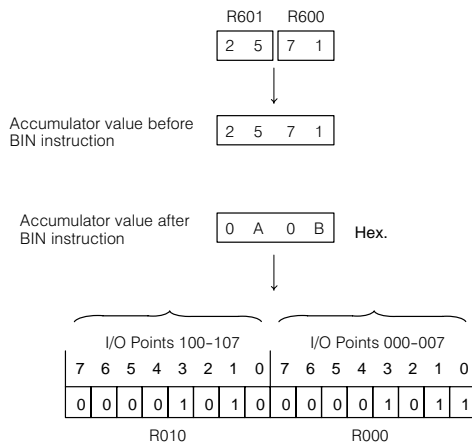 R601 R600
2 5 7 1
Accumulator value before
BIN instruction
2 5 7 1
Accumulator value after
BIN instruction
0 A 0 B Hex.
I/O Points 100-107 I/O Points 000-007
7 6 5 4 3 2 1 0 7 6 5 4 3 2 1 0
0 0 0 0 1 0 1 0 0 0 0 0 1 0 1 1
R010 R000